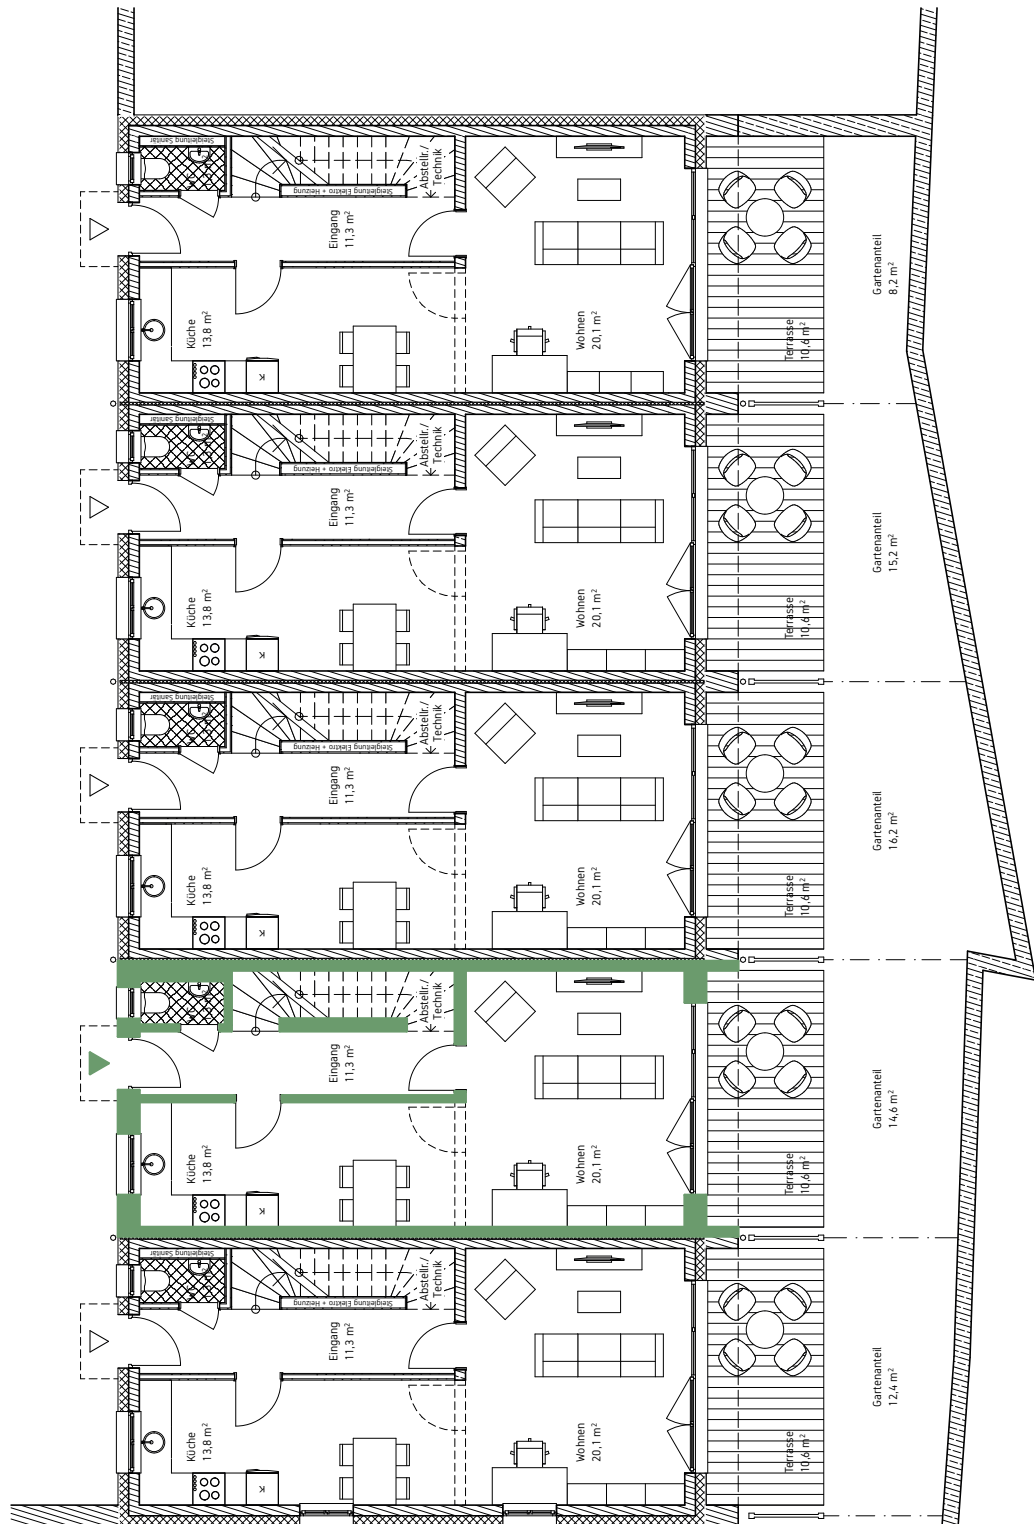 Steigleitung Sanitär
WC
Steigleitung Elektro + Heizung
Abstellr./
Technik
Eingang
11,3 m²
Küche
13,8 m²
K
Wohnen
20,1 m²
Terrasse
10,6 m²
Gartenanteil
8,2 m²
Steigleitung Sanitär
WC
Steigleitung Elektro + Heizung
Abstellr./
Technik
Eingang
11,3 m²
Küche
13,8 m²
K
Wohnen
20,1 m²
Terrasse
10,6 m²
Gartenanteil
15,2 m²
Steigleitung Sanitär
WC
Steigleitung Elektro + Heizung
Abstellr./
Technik
Eingang
11,3 m²
Küche
13,8 m²
K
Wohnen
20,1 m²
Terrasse
10,6 m²
Gartenanteil
16,2 m²
WC
Abstellr./
Technik
Eingang
11,3 m²
Küche
13,8 m²
K
Wohnen
20,1 m²
Terrasse
10,6 m²
Gartenanteil
14,6 m²
Steigleitung Sanitär
WC
Steigleitung Elektro + Heizung
Abstellr./
Technik
Eingang
11,3 m²
Küche
13,8 m²
K
Wohnen
20,1 m²
Terrasse
10,6 m²
Gartenanteil
12,4 m²